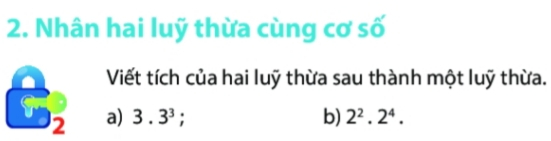 2. Nhân hai luỹ thừa cùng cơ số
Viết tích của hai luỹ thừa sau thành một luỹ thừa.
2 a) 3 . 3³ ; b) 2² . 2⁴ .